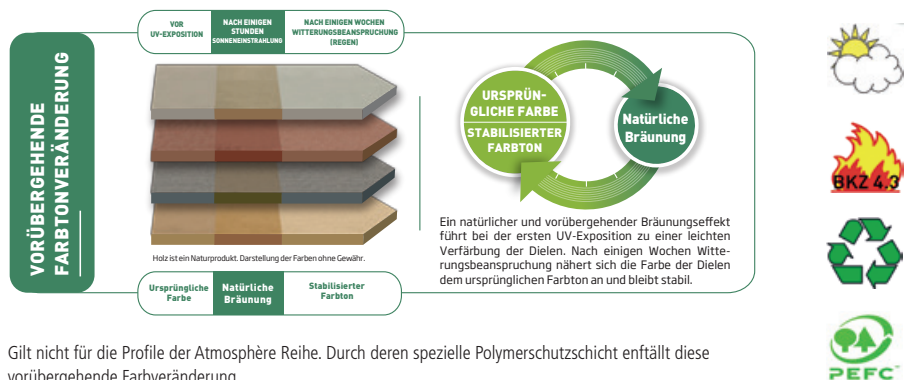 VORÜBERGEHENDE
FARBTONVERÄNDERUNG
VOR
UV-EXPOSITION
NACH EINIGEN
STUNDEN
SONNENEINSTRAHLUNG
NACH EINIGEN WOCHEN
WITTERUNGSBEANSPRUCHUNG
(REGEN)
Holz ist ein Naturprodukt. Darstellung der Farben ohne Gewähr.
Ursprüngliche
Farbe
Natürliche
Bräunung
Stabilisierter
Farbton
URSPRÜN-
GLICHE FARBE
STABILISIERTER
FARBTON
Natürliche
Bräunung
Ein natürlicher und vorübergehender Bräunungseffekt
führt bei der ersten UV-Exposition zu einer leichten
Verfärbung der Dielen. Nach einigen Wochen Witte-
rungsbeanspruchung nähert sich die Farbe der Dielen
dem ursprünglichen Farbton an und bleibt stabil.
BKZ 4.3
PEFC
Gilt nicht für die Profile der Atmosphère Reihe. Durch deren spezielle Polymerschutzschicht enftällt diese
vorübergehende Farbveränderung